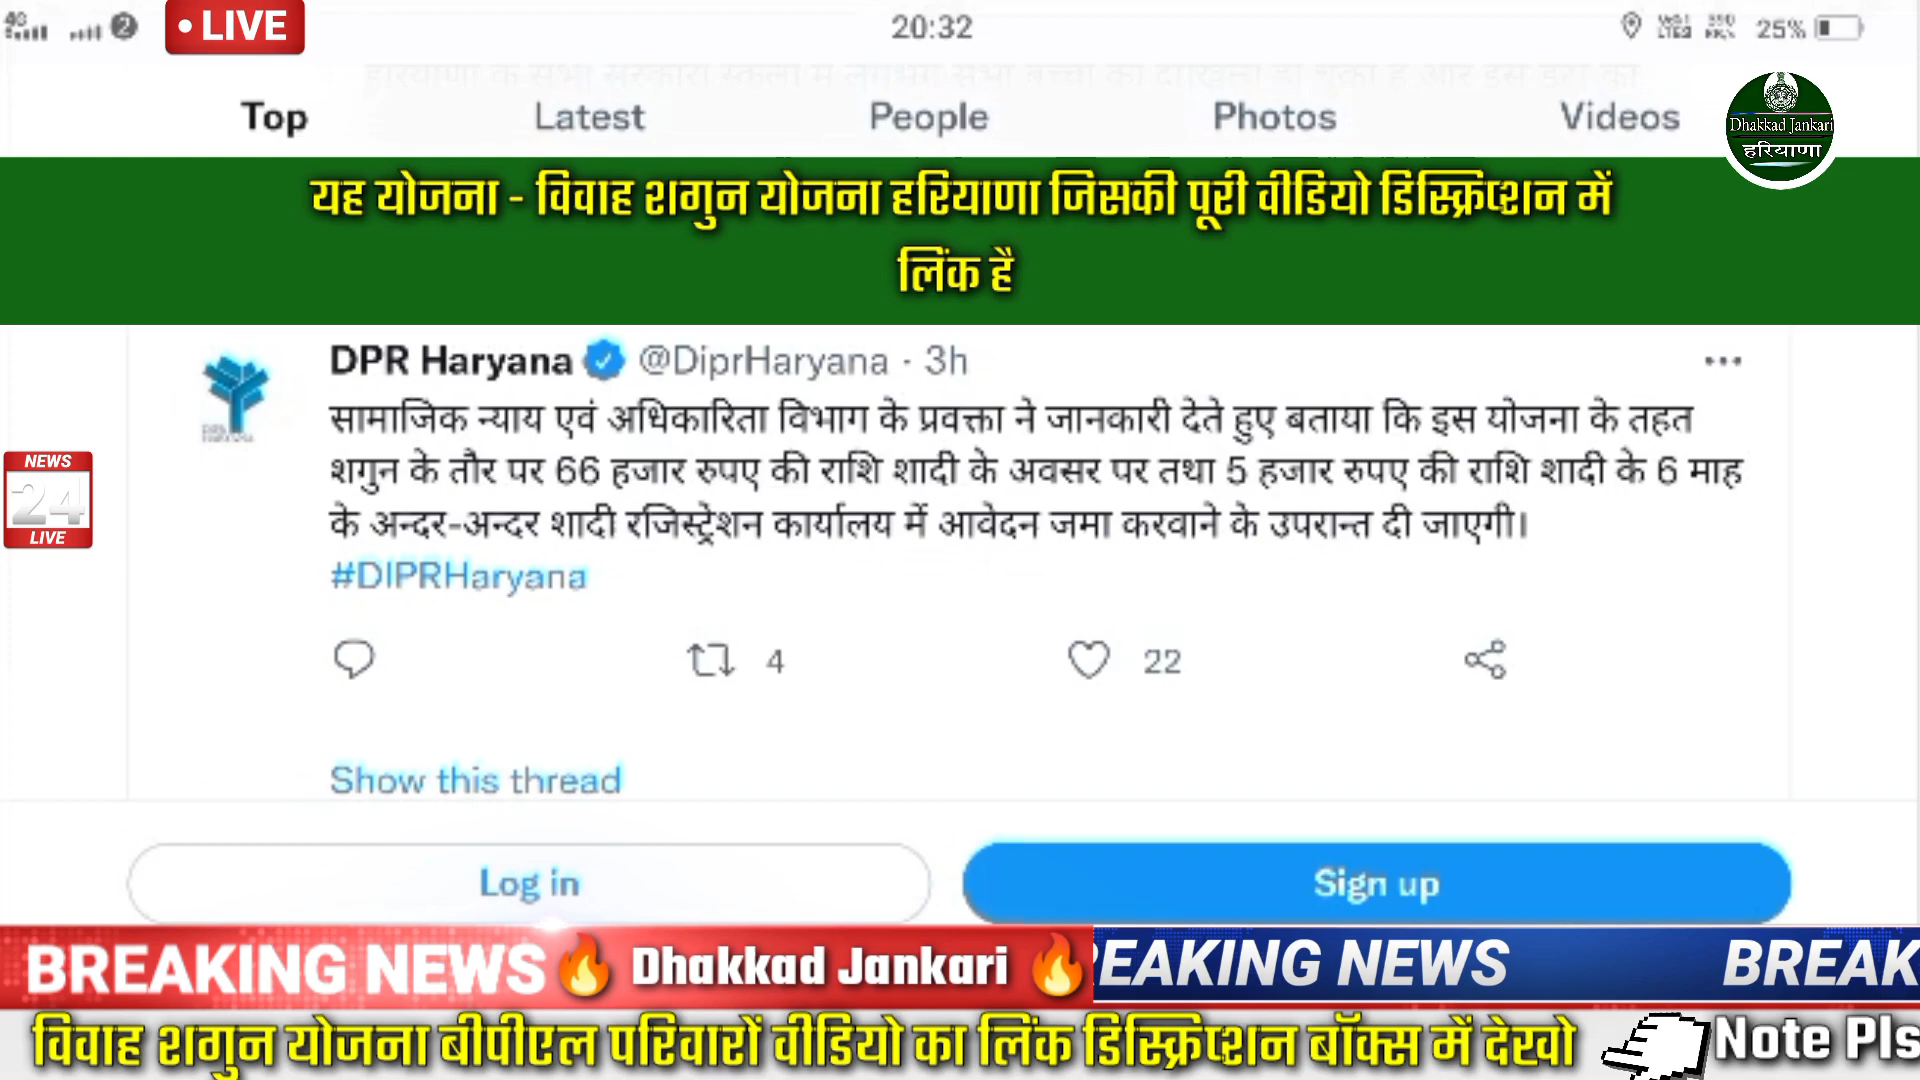 4G
2
• LIVE
20:32
25%
Top
Latest
People
Photos
Videos
Dhakkad Jankari
हरियाणा
यह योजना - विवाह शगुन योजना हरियाणा जिसकी पूरी वीडियो डिस्क्रिप्शन में
लिंक है
DPR Haryana @DiprHaryana · 3h
सामाजिक न्याय एवं अधिकारिता विभाग के प्रवक्ता ने जानकारी देते हुए बताया कि इस योजना के तहत
शगुन के तौर पर 66 हजार रुपए की राशि शादी के अवसर पर तथा 5 हजार रुपए की राशि शादी के 6 माह
के अन्दर-अन्दर शादी रजिस्ट्रेशन कार्यालय में आवेदन जमा करवाने के उपरान्त दी जाएगी।
#DIPRHaryana
NEWS
24
LIVE
4
22
Show this thread
Log in
Sign up
BREAKING NEWS🔥 Dhakkad Jankari 🔥
EAKING NEWS
BREAK
विवाह शगुन योजना बीपीएल परिवारों वीडियो का लिंक डिस्क्रिप्शन बॉक्स में देखो
Note Pls